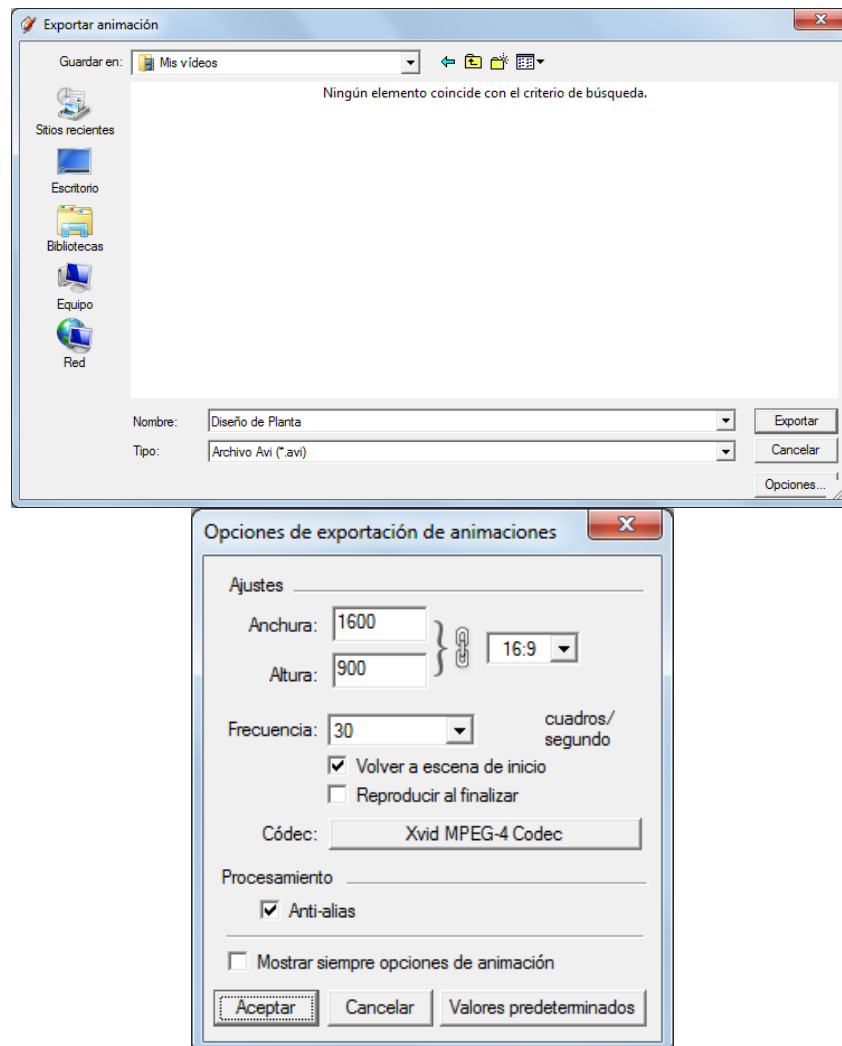 Exportar animación
Guardar en: Mis vídeos
Ningún elemento coincide con el criterio de búsqueda.
Sitios recientes
Escritorio
Bibliotecas
Equipo
Red
Nombre: Diseño de Planta Exportar
Tipo: Archivo Avi (*.avi) Cancelar
Opciones...
Opciones de exportación de animaciones
Ajustes
Anchura: 1600
16:9
Altura: 900
Frecuencia: 30 cuadros/
segundo
Volver a escena de inicio
Reproducir al finalizar
Códec: Xvid MPEG-4 Codec
Procesamiento
Anti-alias
Mostrar siempre opciones de animación
Aceptar Cancelar Valores predeterminados